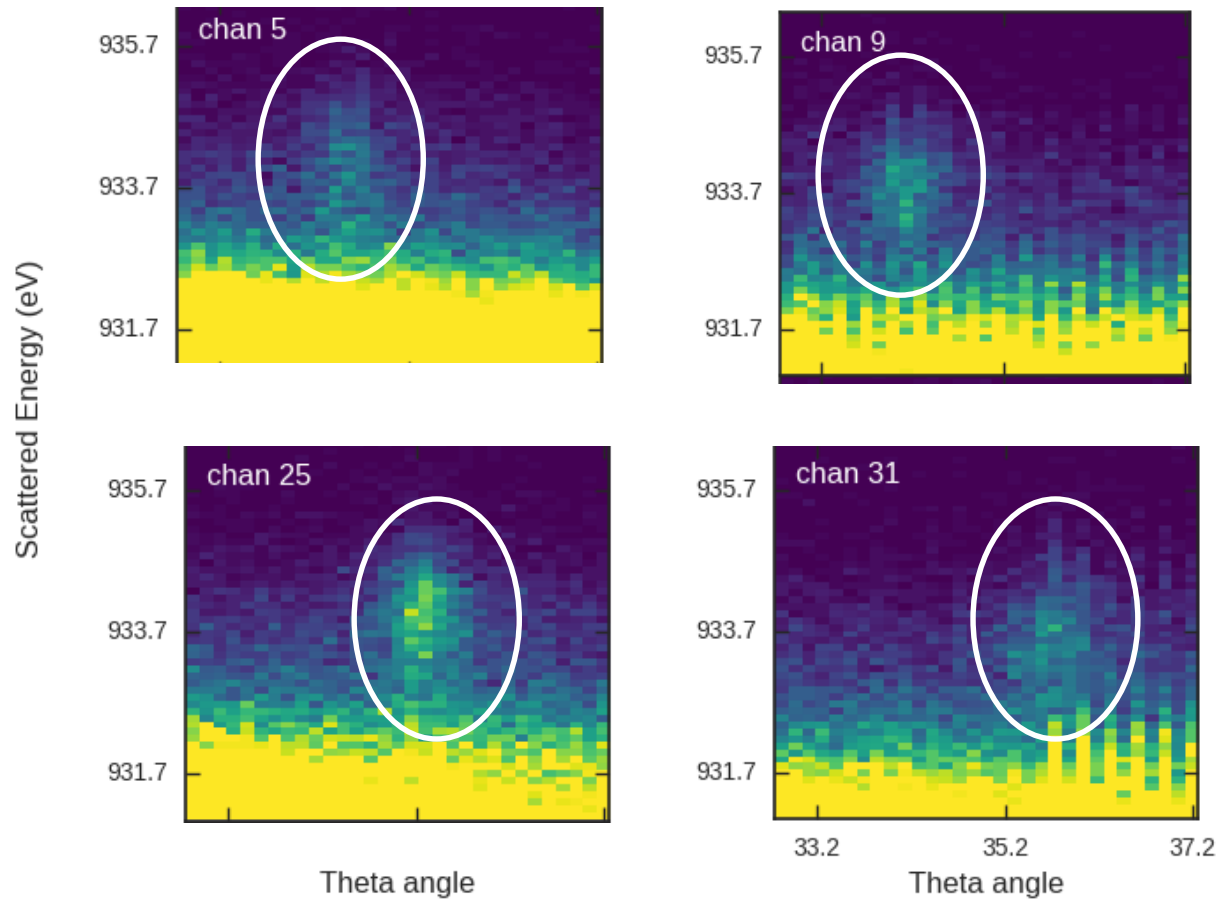 chan 5
935.7
933.7
931.7
chan 9
935.7
933.7
931.7
Scattered Energy (eV)
chan 25
935.7
933.7
931.7
chan 31
935.7
933.7
931.7
33.2 35.2 37.2
Theta angle
Theta angle